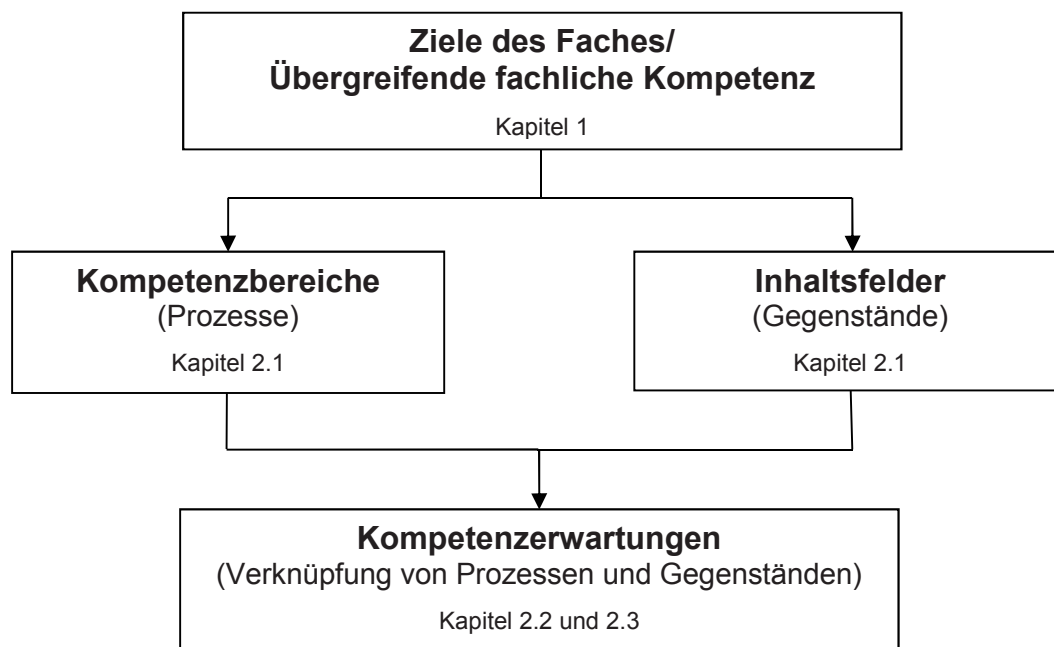 Ziele des Faches/
Übergreifende fachliche Kompetenz
Kapitel 1
Kompetenzbereiche
(Prozesse)
Kapitel 2.1
Inhaltsfelder
(Gegenstände)
Kapitel 2.1
Kompetenzerwartungen
(Verknüpfung von Prozessen und Gegenständen)
Kapitel 2.2 und 2.3